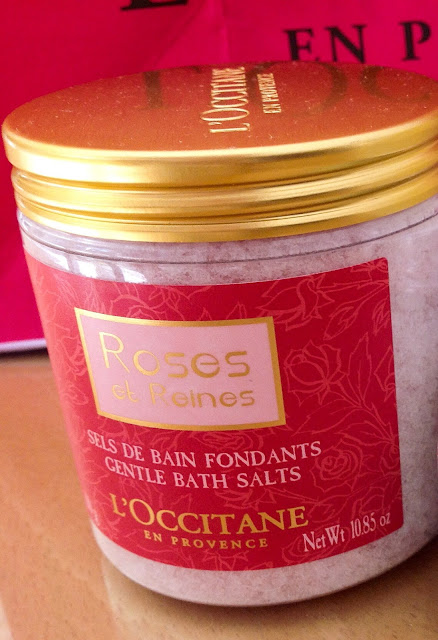 EN P
L'OCCITANE
EN PROVENCE
Roses
et Reines
SELS DE BAIN FONDANTS
GENTLE BATH SALTS
L'OCCITANE
EN PROVENCE
Net Wt 10.85 oz